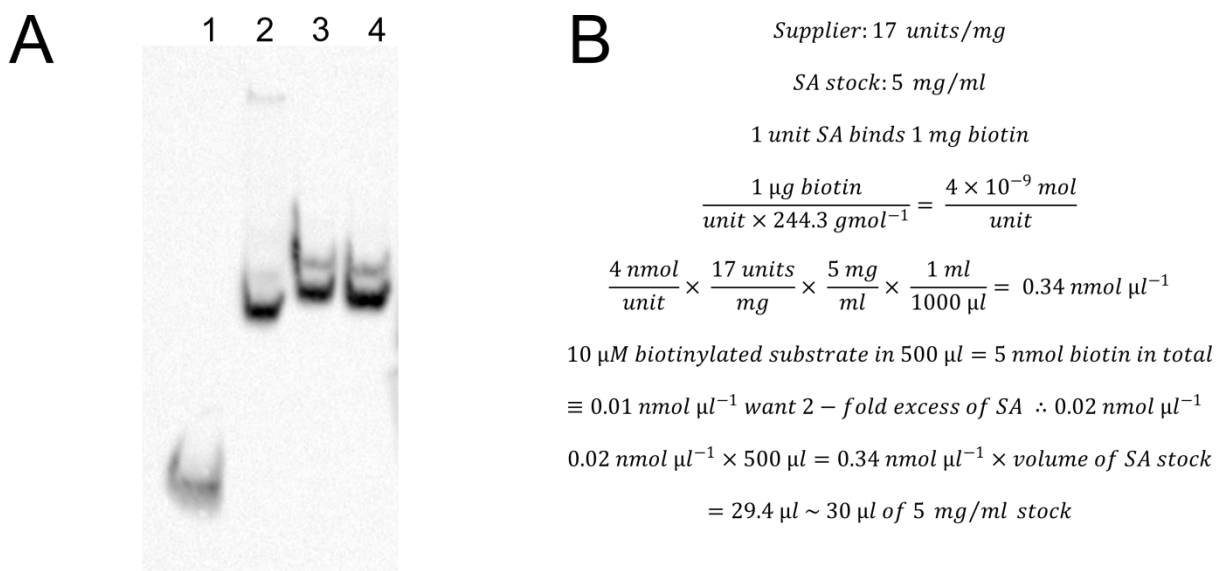 A
1 2 3 4
B
Supplier: 17 units/mg
SA stock: 5 mg/ml
1 unit SA binds 1 mg biotin
1 µg biotin / unit × 244.3 gmol⁻¹ = 4 × 10⁻⁹ mol / unit
4 nmol / unit × 17 units / mg × 5 mg / ml × 1 ml / 1000 µl = 0.34 nmol µl⁻¹
10 µM biotinylated substrate in 500 µl = 5 nmol biotin in total
≡ 0.01 nmol µl⁻¹ want 2 − fold excess of SA ∴ 0.02 nmol µl⁻¹
0.02 nmol µl⁻¹ × 500 µl = 0.34 nmol µl⁻¹ × volume of SA stock
= 29.4 µl ~ 30 µl of 5 mg/ml stock